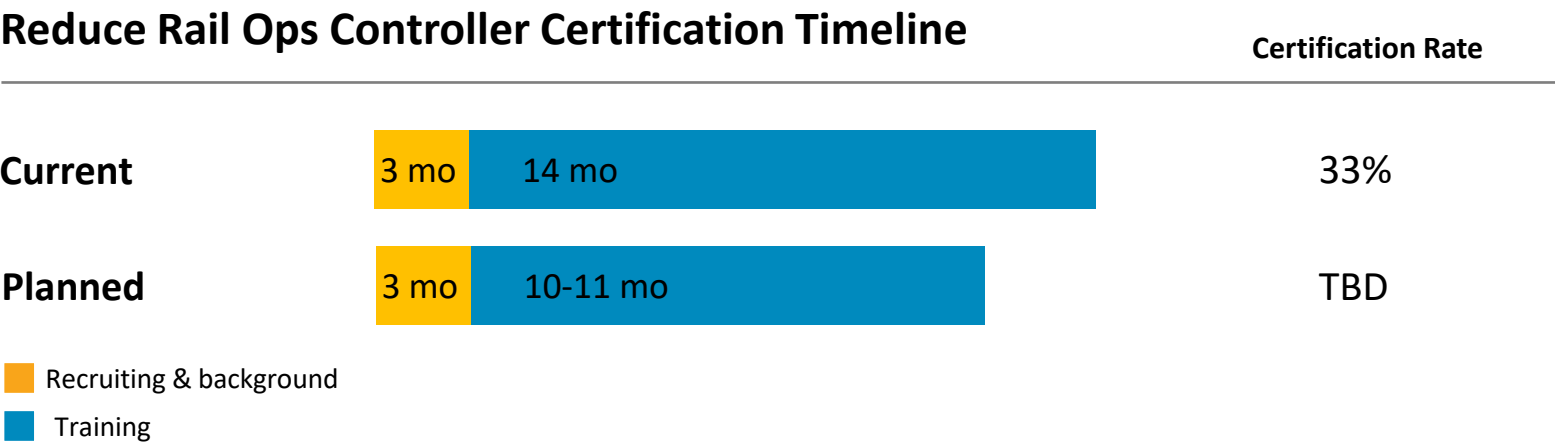 Reduce Rail Ops Controller Certification Timeline
Certification Rate
Current 3 mo 14 mo 33%
Planned 3 mo 10-11 mo TBD
Recruiting & background
Training